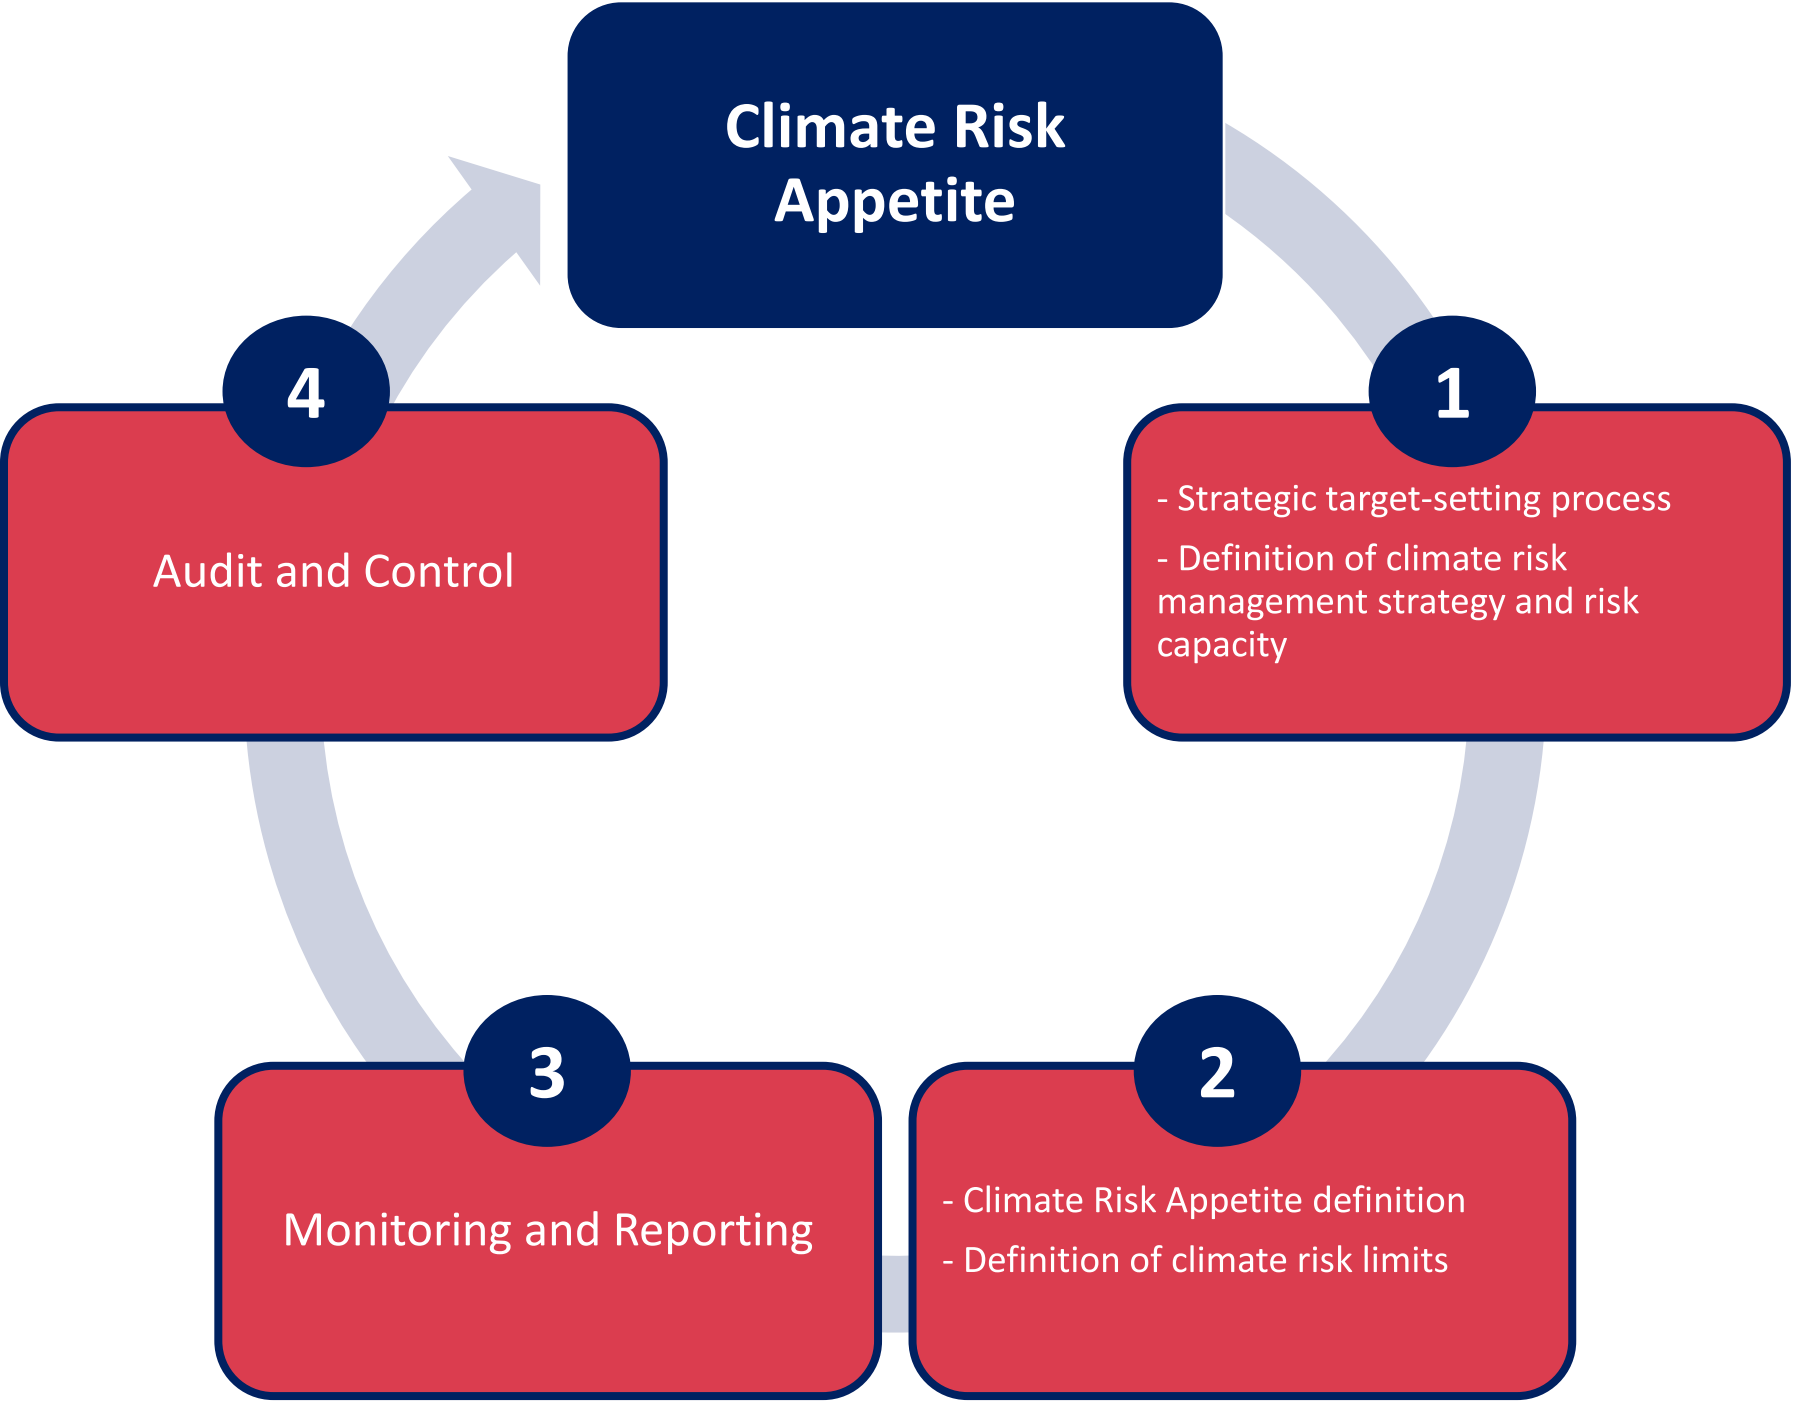 Climate Risk
Appetite
1
- Strategic target-setting process
- Definition of climate risk
management strategy and risk
capacity
2
- Climate Risk Appetite definition
- Definition of climate risk limits
3
Monitoring and Reporting
4
Audit and Control